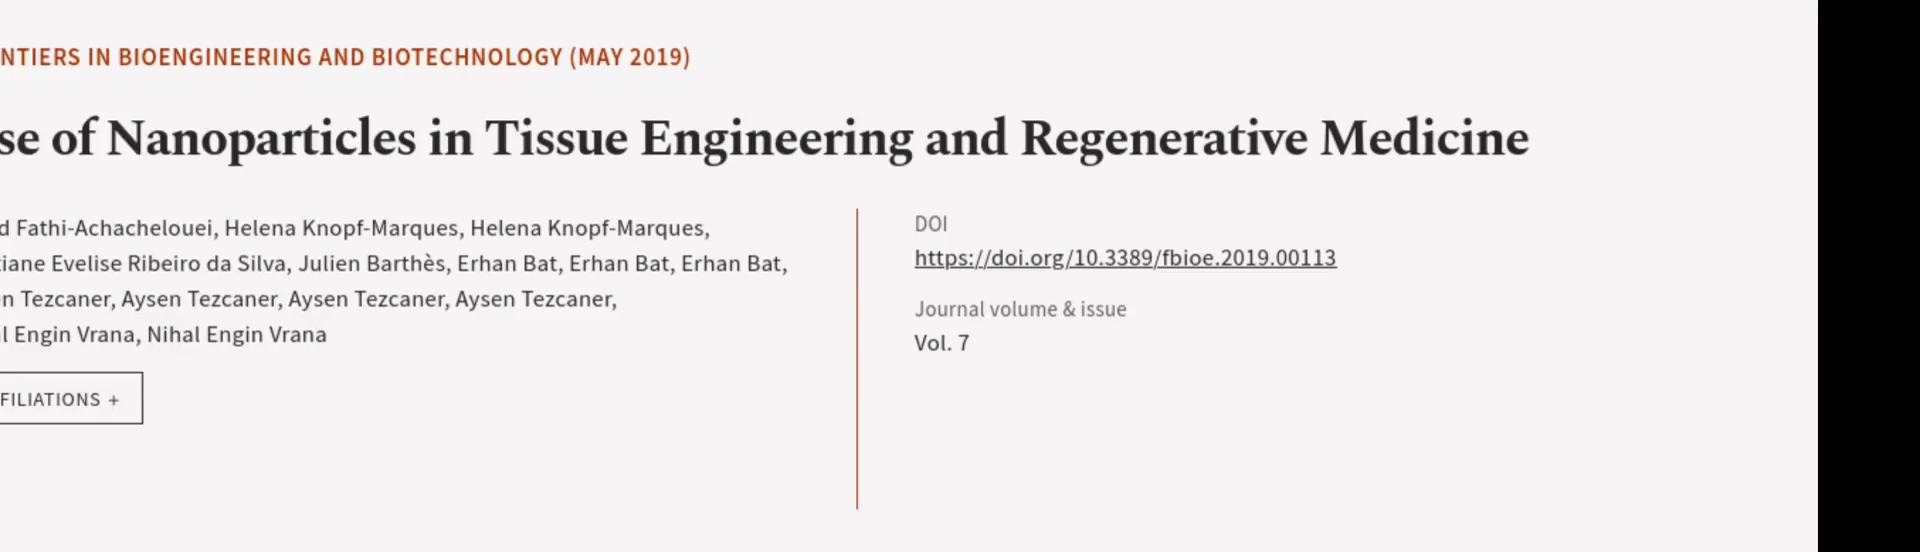 NTIERS IN BIOENGINEERING AND BIOTECHNOLOGY (MAY 2019)
se of Nanoparticles in Tissue Engineering and Regenerative Medicine
d Fathi-Achachelouei, Helena Knopf-Marques, Helena Knopf-Marques,
tiane Evelise Ribeiro da Silva, Julien Barthès, Erhan Bat, Erhan Bat, Erhan Bat,
n Tezcaner, Aysen Tezcaner, Aysen Tezcaner, Aysen Tezcaner,
l Engin Vrana, Nihal Engin Vrana
FILIATIONS +
DOI
https://doi.org/10.3389/fbioe.2019.00113
Journal volume & issue
Vol. 7